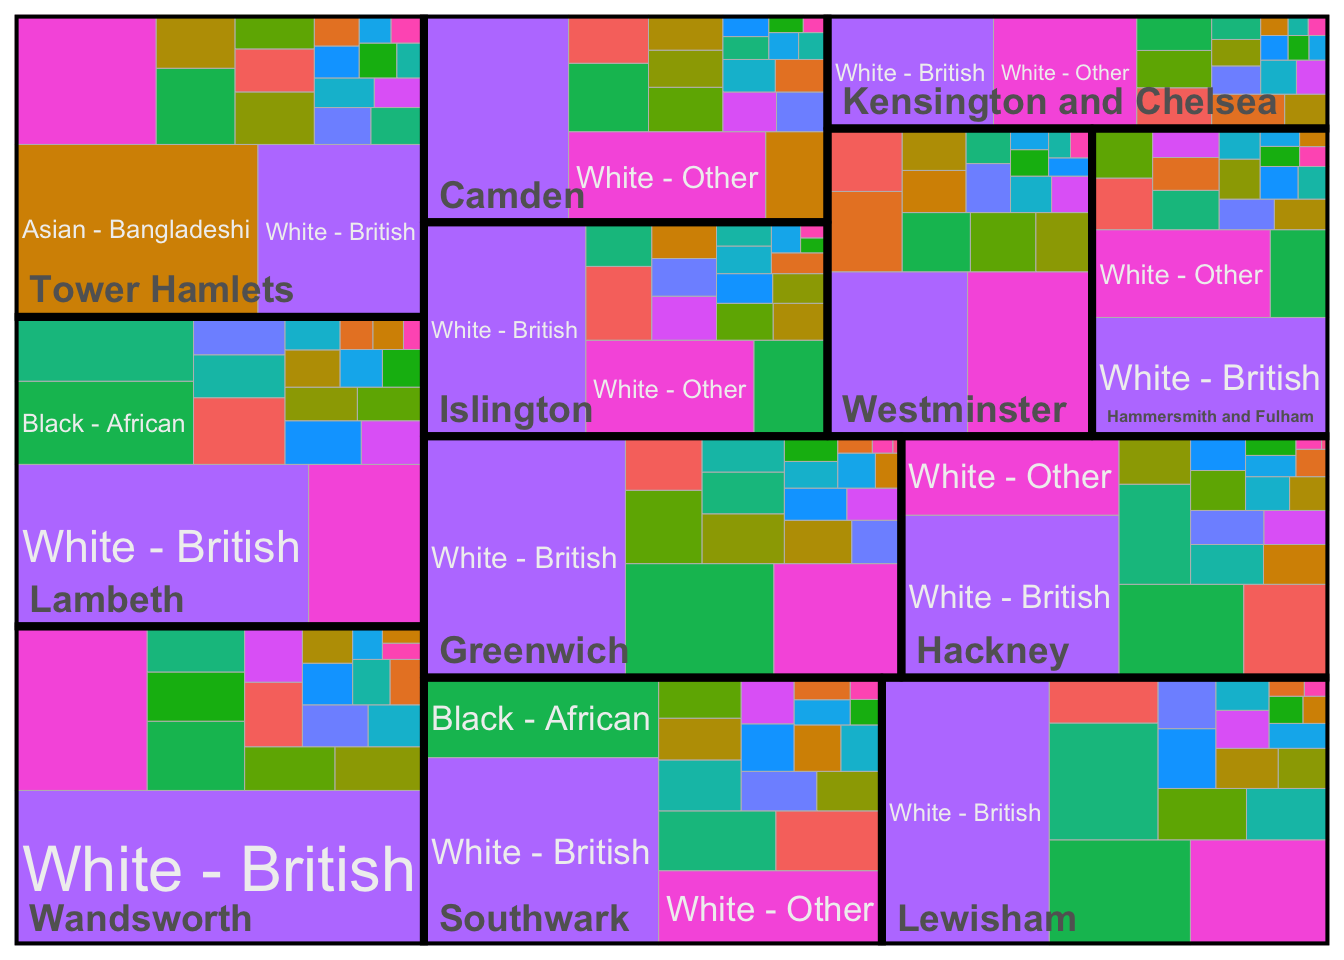 Asian - Bangladeshi
White - British
Tower Hamlets
Black - African
White - British
Lambeth
White - British
Wandsworth
White - Other
Camden
White - British
White - Other
Islington
White - British
Greenwich
Black - African
White - British
White - Other
Southwark
White - British
White - Other
Kensington and Chelsea
Westminster
White - Other
White - British
Hammersmith and Fulham
White - Other
White - British
Hackney
White - British
Lewisham